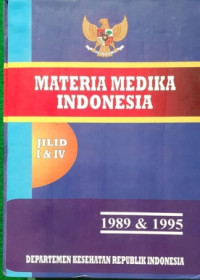 MATERIA MEDIKA
INDONESIA
JILID
I & IV
1989 & 1995
DEPARTEMEN KESEHATAN REPUBLIK INDONESIA